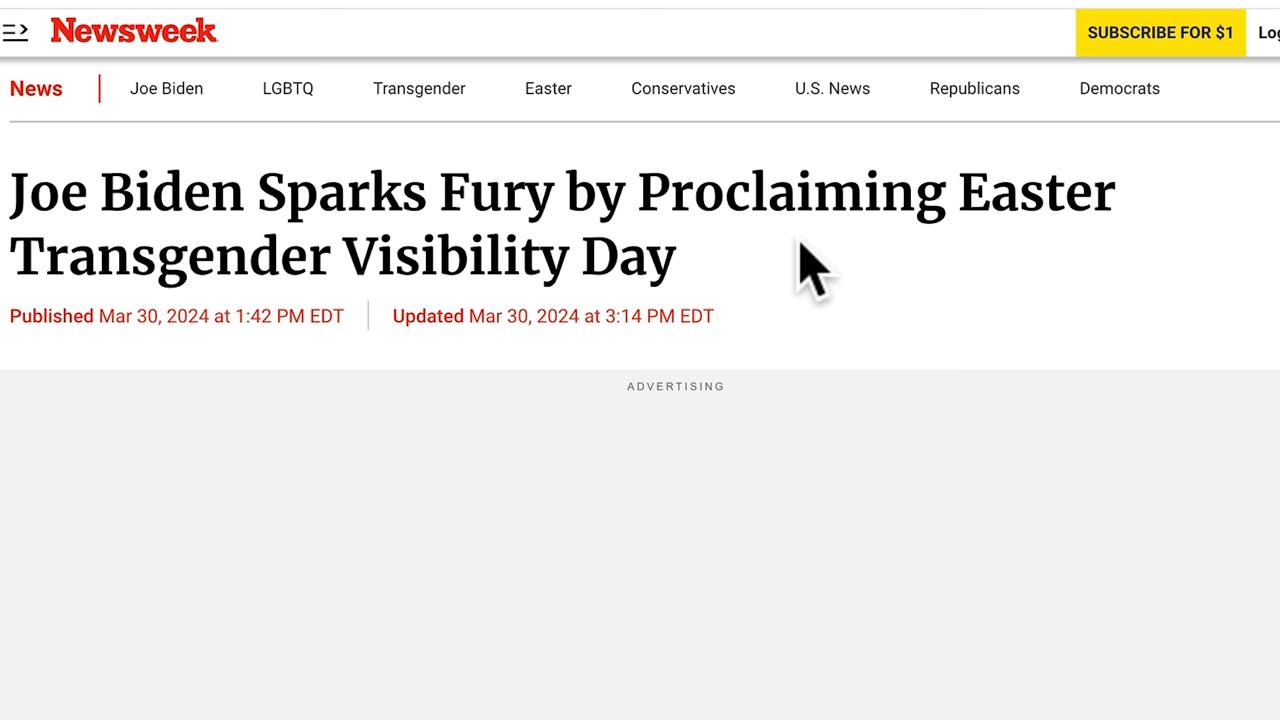 Newsweek
SUBSCRIBE FOR $1
News Joe Biden LGBTQ Transgender Easter Conservatives U.S. News Republicans Democrats
Joe Biden Sparks Fury by Proclaiming Easter
Transgender Visibility Day
Published Mar 30, 2024 at 1:42 PM EDT Updated Mar 30, 2024 at 3:14 PM EDT
ADVERTISING